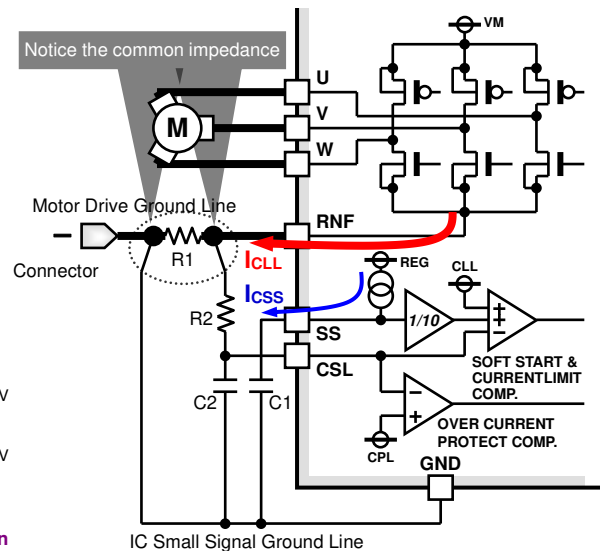 Notice the common impedance
VM
U
V
W
M
Motor Drive Ground Line
RNF
Connector
R1
ICLL
REG
CLL
ICSS
R2
SS
1/10
CSL
SOFT START &
CURRENTLIMIT
COMP.
C2
C1
OVER CURRENT
PROTECT COMP.
CPL
GND
V
V
n
IC Small Signal Ground Line